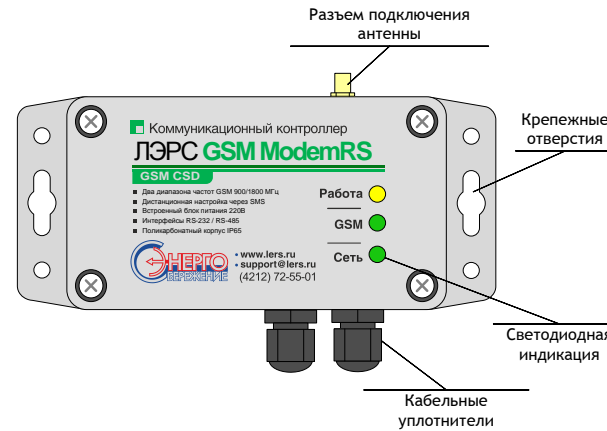 Разъем подключения
антенны
Крепежные
отверстия
Коммуникационный контроллер
ЛЭРС GSM ModemRS
GSM CSD
Два диапазона частот GSM 900/1800 МГц
Дистанционная настройка через SMS
Встроенный блок питания 220В
Интерфейсы RS-232 / RS-485
Поликарбонатный корпус IP65
Работа
GSM
Сеть
ЭНЕРГО
СБЕРЕЖЕНИЕ
• www.lers.ru
• support@lers.ru
(4212) 72-55-01
Светодиодная
индикация
Кабельные
уплотнители